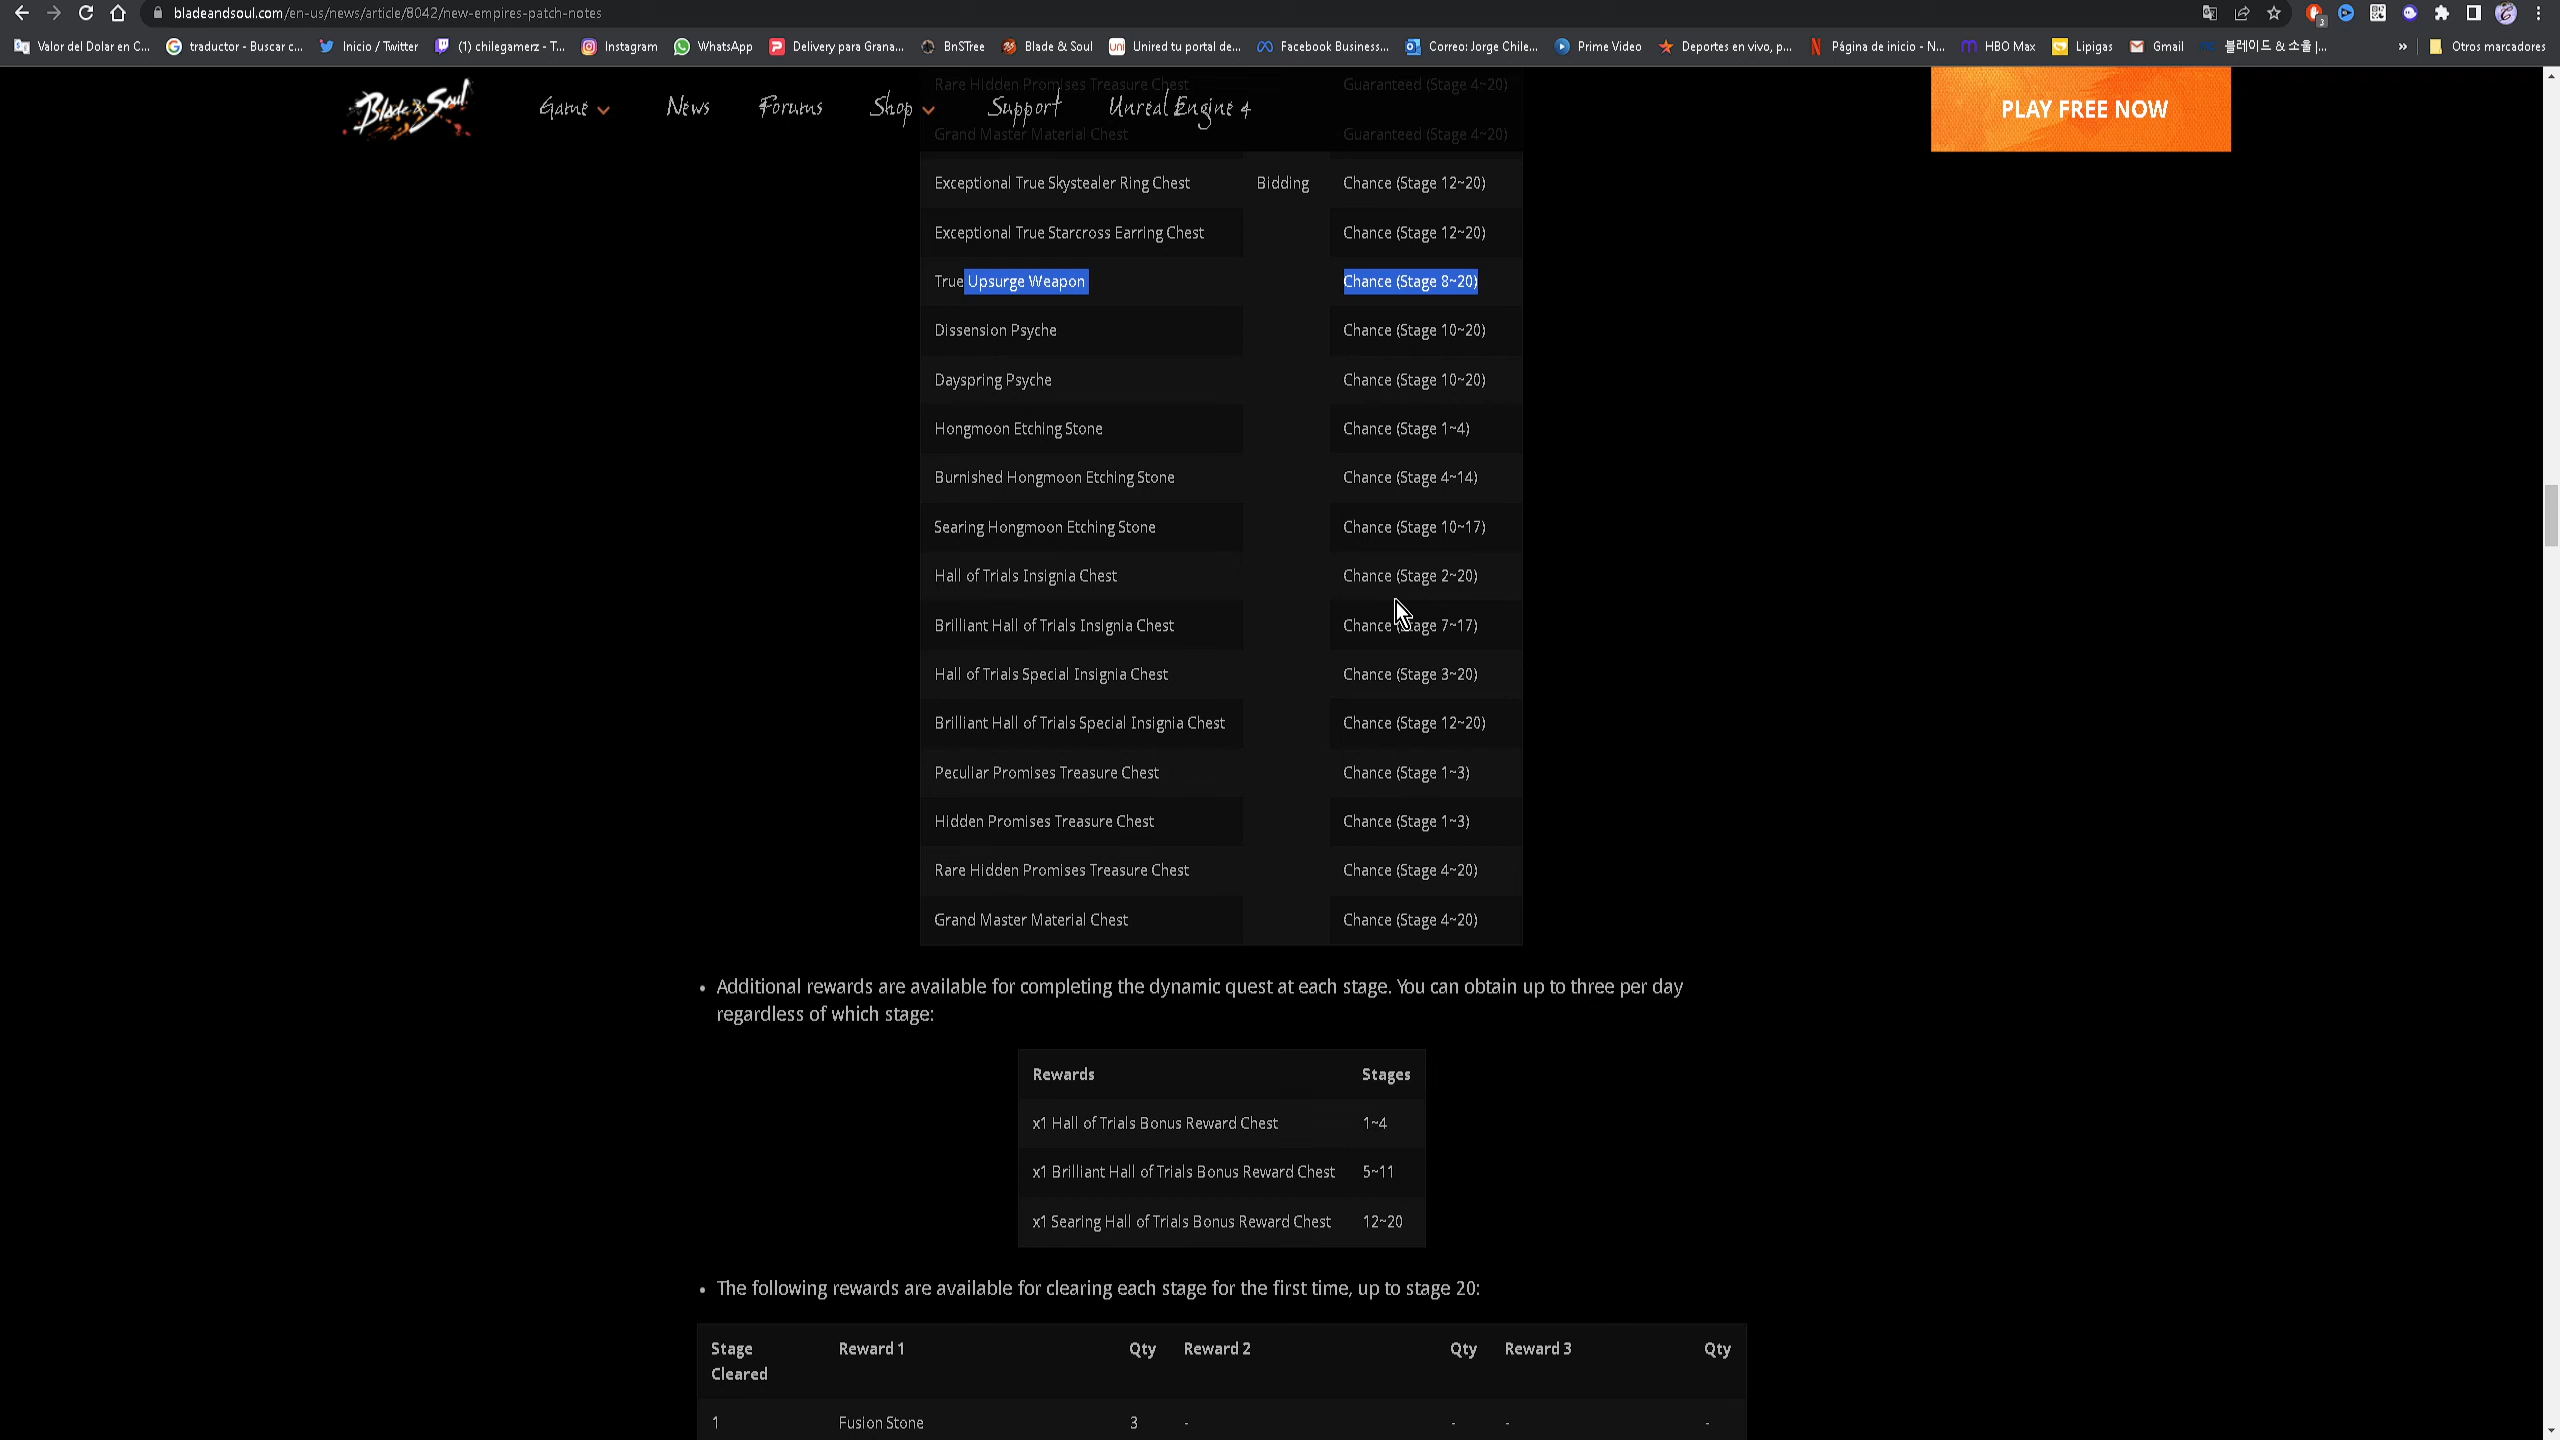 bladeandsoul.com/en-us/news/article/8042/new-empires-patch-notes
3
Valor del Dolar en C... traductor - Buscar c... Inicio / Twitter (1) chilegamerz - T... Instagram WhatsApp Delivery para Grana... BnSTree Blade & Soul Unired tu portal de... Facebook Business... Correo: Jorge Chile... Prime Video Deportes en vivo, p... Página de inicio - N... HBO Max Lipigas Gmail 블레이드 & 소울 |... » Otros marcadores
Rare Hidden Promises Treasure Chest Guaranteed (Stage 4~20)
Blade & Soul Game News Forums Shop Support Unreal Engine 4 PLAY FREE NOW
Grand Master Material Chest Guaranteed (Stage 4~20)
Exceptional True Skystealer Ring Chest Bidding Chance (Stage 12~20)
Exceptional True Starcross Earring Chest Chance (Stage 12~20)
True Upsurge Weapon Chance (Stage 8~20)
Dissension Psyche Chance (Stage 10~20)
Dayspring Psyche Chance (Stage 10~20)
Hongmoon Etching Stone Chance (Stage 1~4)
Burnished Hongmoon Etching Stone Chance (Stage 4~14)
Searing Hongmoon Etching Stone Chance (Stage 10~17)
Hall of Trials Insignia Chest Chance (Stage 2~20)
Brilliant Hall of Trials Insignia Chest Chance (Stage 7~17)
Hall of Trials Special Insignia Chest Chance (Stage 3~20)
Brilliant Hall of Trials Special Insignia Chest Chance (Stage 12~20)
Peculiar Promises Treasure Chest Chance (Stage 1~3)
Hidden Promises Treasure Chest Chance (Stage 1~3)
Rare Hidden Promises Treasure Chest Chance (Stage 4~20)
Grand Master Material Chest Chance (Stage 4~20)
• Additional rewards are available for completing the dynamic quest at each stage. You can obtain up to three per day
regardless of which stage:
Rewards Stages
x1 Hall of Trials Bonus Reward Chest 1~4
x1 Brilliant Hall of Trials Bonus Reward Chest 5~11
x1 Searing Hall of Trials Bonus Reward Chest 12~20
• The following rewards are available for clearing each stage for the first time, up to stage 20:
Stage Reward 1 Qty Reward 2 Qty Reward 3 Qty
Cleared
1 Fusion Stone 3 - - - -